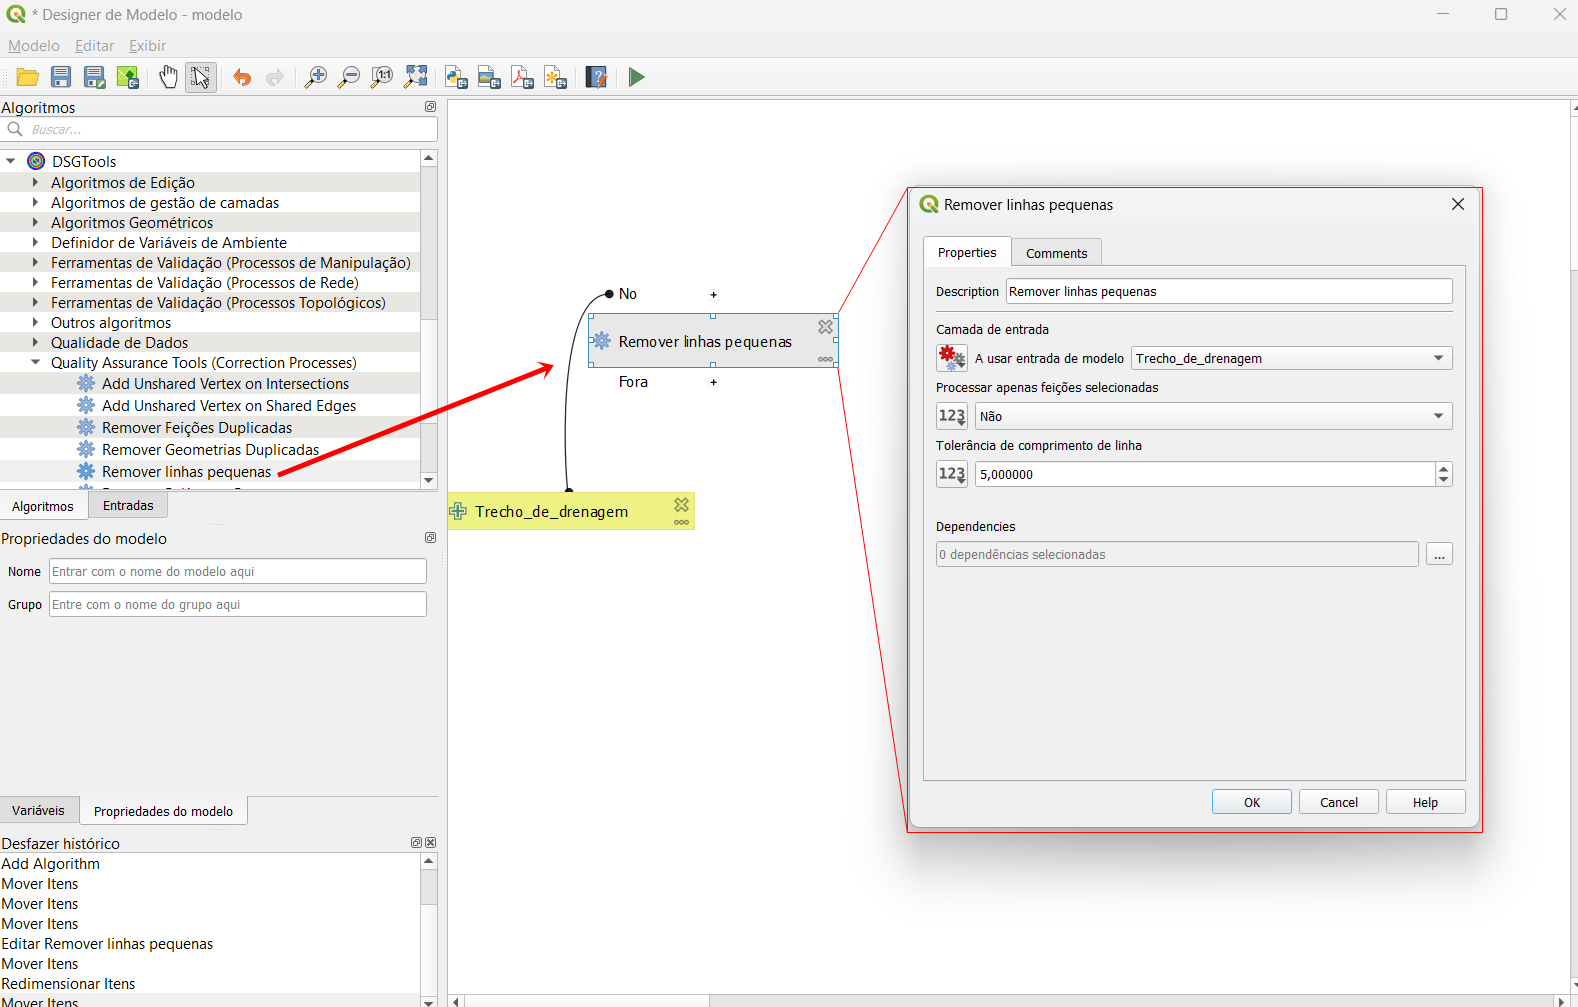 * Designer de Modelo - modelo
Modelo Editar Exibir
1:1
Algoritmos
Buscar...
DSGTools
Algoritmos de Edição
Algoritmos de gestão de camadas
Algoritmos Geométricos
Definidor de Variáveis de Ambiente
Ferramentas de Validação (Processos de Manipulação)
Ferramentas de Validação (Processos de Rede)
Ferramentas de Validação (Processos Topológicos)
Outros algoritmos
Qualidade de Dados
Quality Assurance Tools (Correction Processes)
Add Unshared Vertex on Intersections
Add Unshared Vertex on Shared Edges
Remover Feições Duplicadas
Remover Geometrias Duplicadas
Remover linhas pequenas
Algoritmos Entradas
Propriedades do modelo
Nome Entrar com o nome do modelo aqui
Grupo Entre com o nome do grupo aqui
Variáveis Propriedades do modelo
Desfazer histórico
Add Algorithm
Mover Itens
Mover Itens
Mover Itens
Editar Remover linhas pequenas
Mover Itens
Redimensionar Itens
Mover Itens
No +
Remover linhas pequenas
Fora +
Trecho_de_drenagem
Remover linhas pequenas
Properties Comments
Description Remover linhas pequenas
Camada de entrada
A usar entrada de modelo Trecho_de_drenagem
Processar apenas feições selecionadas
123 Não
Tolerância de comprimento de linha
123 5,000000
Dependencies
0 dependências selecionadas ...
OK Cancel Help